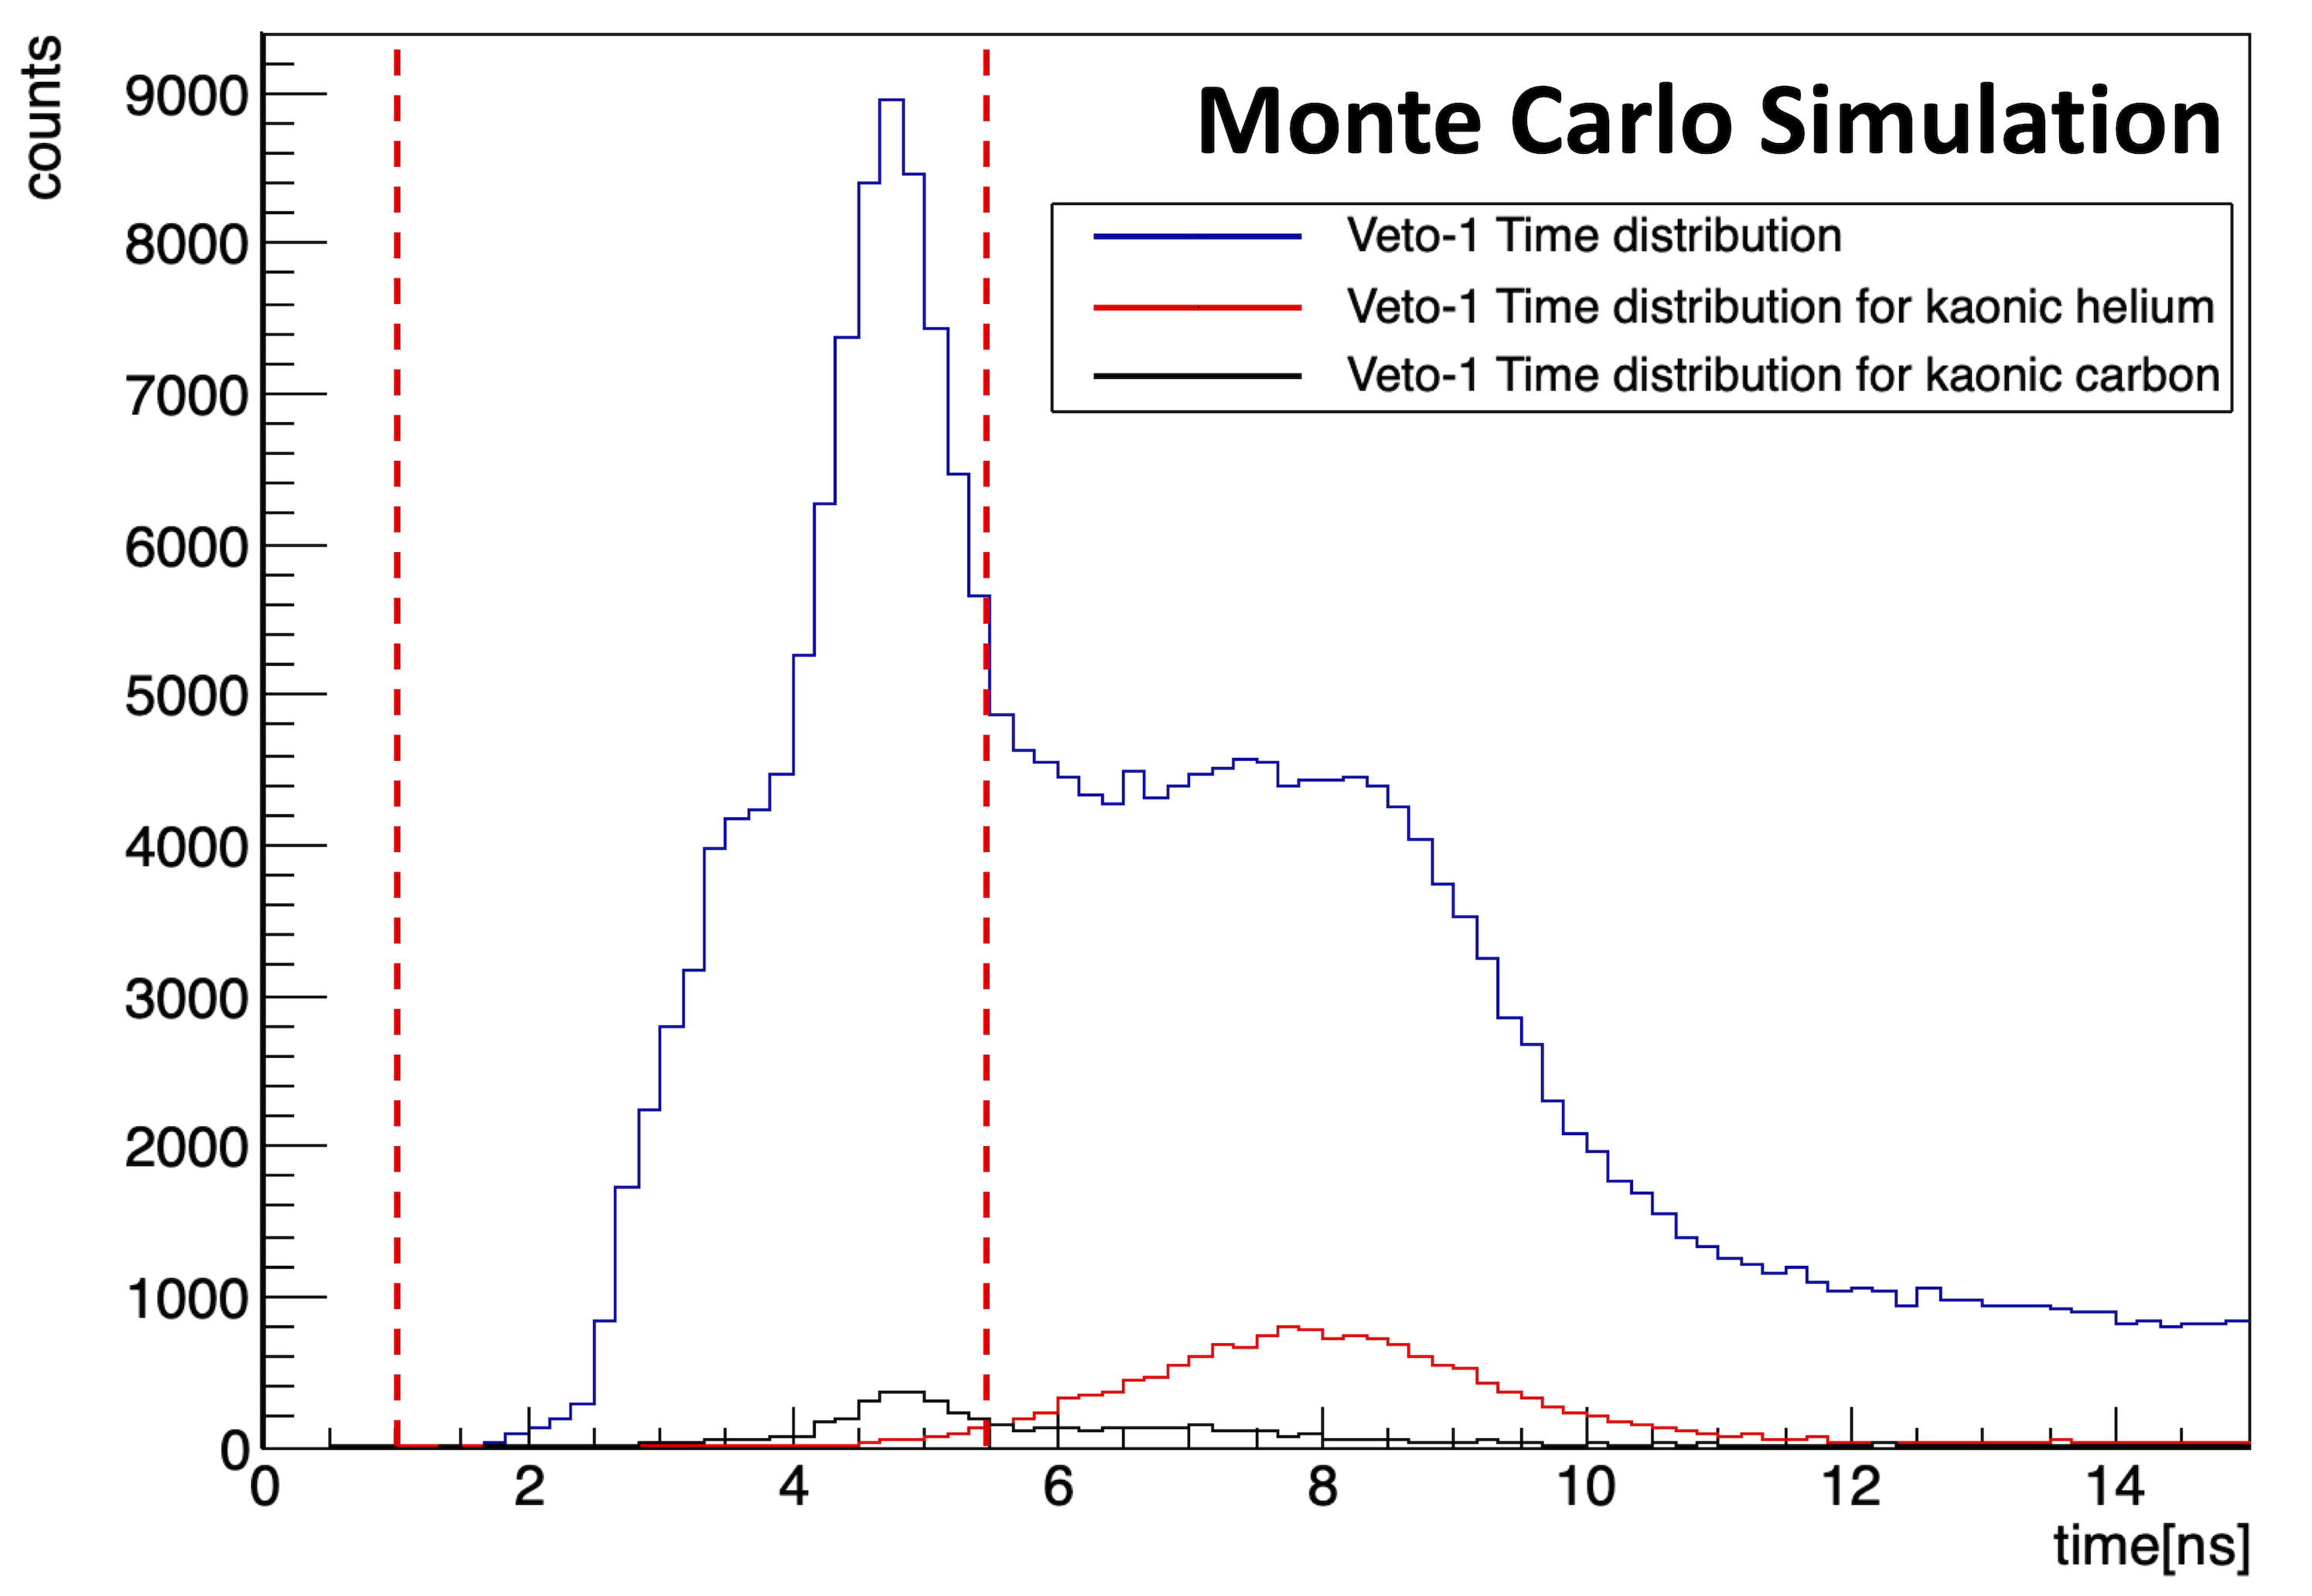 counts
Monte Carlo Simulation
Veto-1 Time distribution
Veto-1 Time distribution for kaonic helium
Veto-1 Time distribution for kaonic carbon
9000
8000
7000
6000
5000
4000
3000
2000
1000
0
0 2 4 6 8 10 12 14
time[ns]